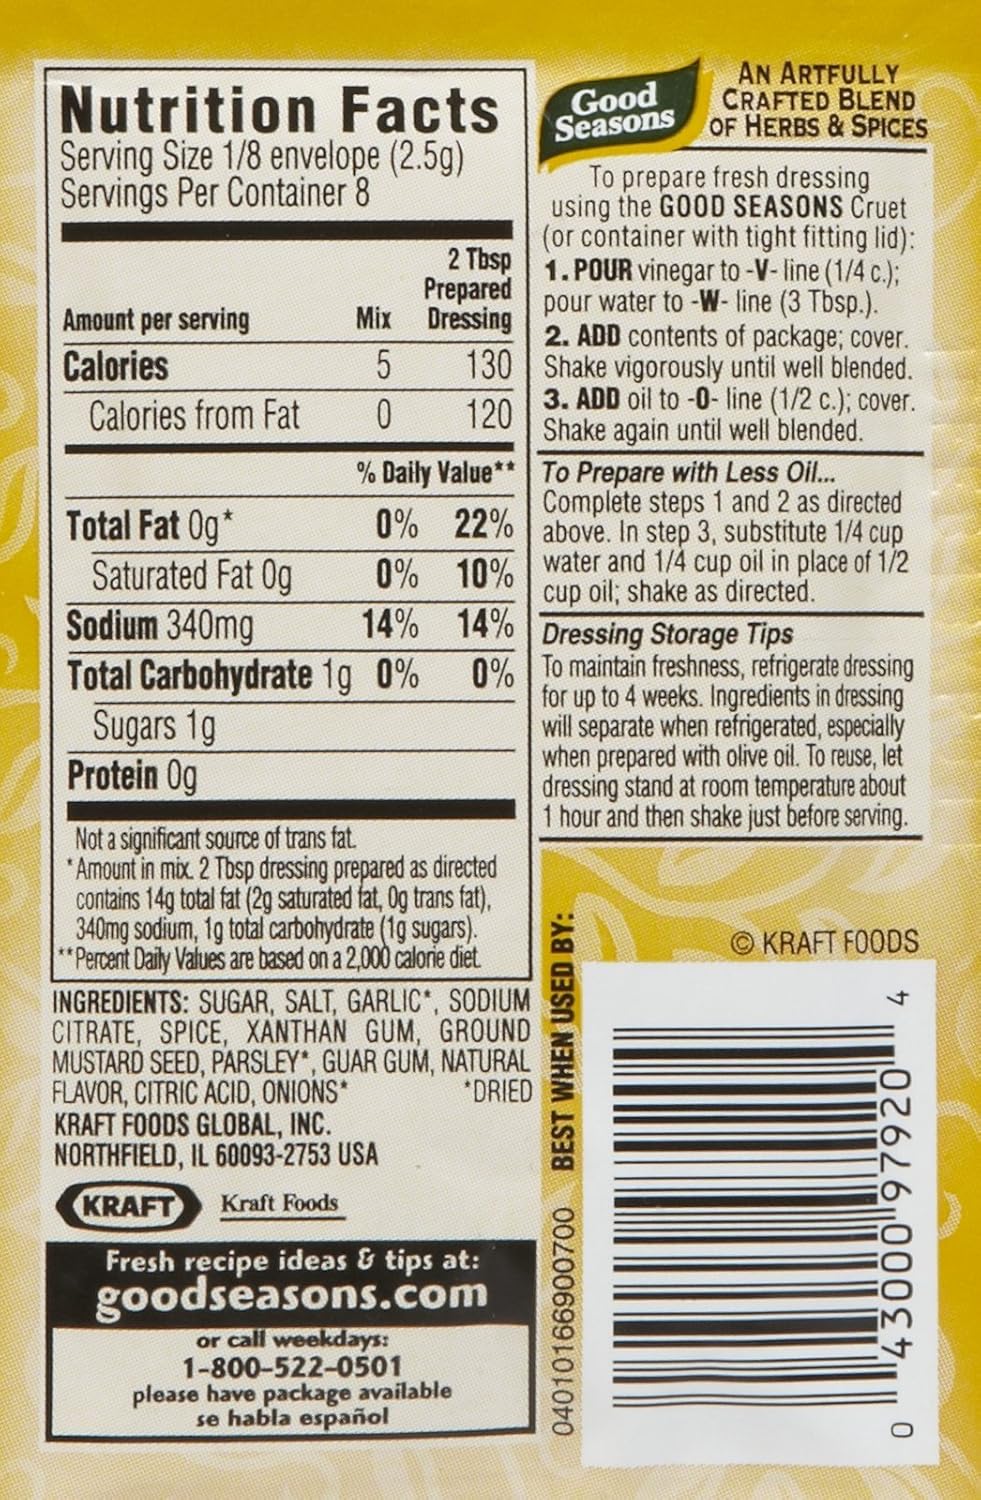 Nutrition Facts
Serving Size 1/8 envelope (2.5g)
Servings Per Container 8
2 Tbsp
Prepared
Amount per serving Mix Dressing
Calories 5 130
Calories from Fat 0 120
% Daily Value**
Total Fat 0g* 0% 22%
Saturated Fat 0g 0% 10%
Sodium 340mg 14% 14%
Total Carbohydrate 1g 0% 0%
Sugars 1g
Protein 0g
Not a significant source of trans fat.
*Amount in mix. 2 Tbsp dressing prepared as directed
contains 14g total fat (2g saturated fat, 0g trans fat),
340mg sodium, 1g total carbohydrate (1g sugars).
**Percent Daily Values are based on a 2,000 calorie diet.
INGREDIENTS: SUGAR, SALT, GARLIC*, SODIUM
CITRATE, SPICE, XANTHAN GUM, GROUND
MUSTARD SEED, PARSLEY*, GUAR GUM, NATURAL
FLAVOR, CITRIC ACID, ONIONS* *DRIED
KRAFT FOODS GLOBAL, INC.
NORTHFIELD, IL 60093-2753 USA
KRAFT Kraft Foods
Fresh recipe ideas & tips at:
goodseasons.com
or call weekdays:
1-800-522-0501
please have package available
se habla español
Good
Seasons
AN ARTFULLY
CRAFTED BLEND
OF HERBS & SPICES
To prepare fresh dressing
using the GOOD SEASONS Cruet
(or container with tight fitting lid):
1. POUR vinegar to -V- line (1/4 c.);
pour water to -W- line (3 Tbsp.).
2. ADD contents of package; cover.
Shake vigorously until well blended.
3. ADD oil to -O- line (1/2 c.); cover.
Shake again until well blended.
To Prepare with Less Oil...
Complete steps 1 and 2 as directed
above. In step 3, substitute 1/4 cup
water and 1/4 cup oil in place of 1/2
cup oil; shake as directed.
Dressing Storage Tips
To maintain freshness, refrigerate dressing
for up to 4 weeks. Ingredients in dressing
will separate when refrigerated, especially
when prepared with olive oil. To reuse, let
dressing stand at room temperature about
1 hour and then shake just before serving.
© KRAFT FOODS
BEST WHEN USED BY:
04010166900700
0 43000 97920 4